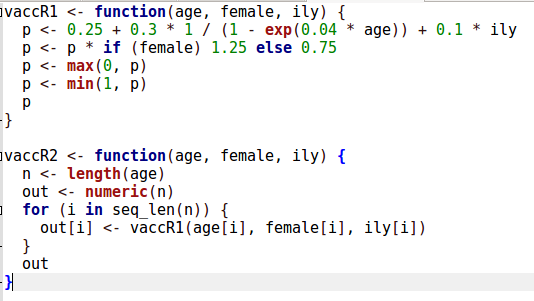 vaccR1 <- function(age, female, ily) {
  p <- 0.25 + 0.3 * 1 / (1 - exp(0.04 * age)) + 0.1 * ily
  p <- p * if (female) 1.25 else 0.75
  p <- max(0, p)
  p <- min(1, p)
  p
}

vaccR2 <- function(age, female, ily) {
  n <- length(age)
  out <- numeric(n)
  for (i in seq_len(n)) {
    out[i] <- vaccR1(age[i], female[i], ily[i])
  }
  out
}